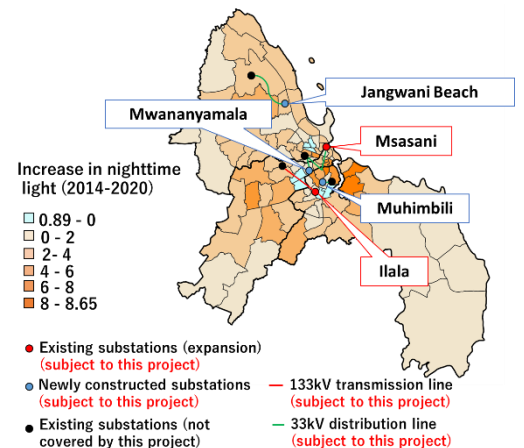 Jangwani Beach
Mwananyamala
Msasani
Increase in nighttime
light (2014-2020)
Muhimbili
0.89 - 0
0 - 2
2- 4
4 - 6
6 - 8
8 - 8.65
Ilala
Existing substations (expansion)
(subject to this project)
Newly constructed substations
(subject to this project)
Existing substations (not
covered by this project)
133kV transmission line
(subject to this project)
33kV distribution line
(subject to this project)